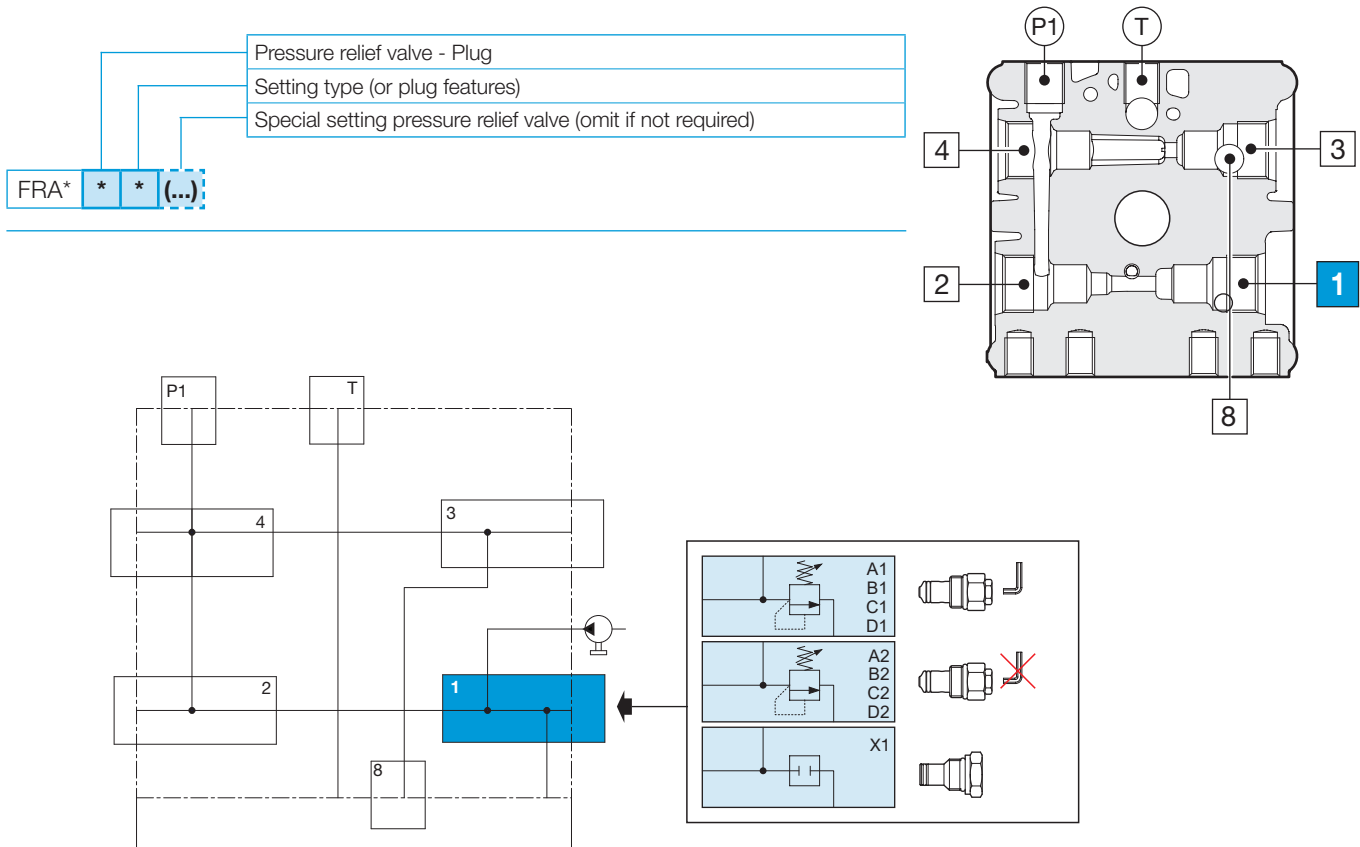 Pressure relief valve - Plug
Setting type (or plug features)
Special setting pressure relief valve (omit if not required)
FRA* * * (...)
P1 T
4 3
2 1
8
P1 T
4 3
2 1
8
A1
B1
C1
D1
A2
B2
C2
D2
X1